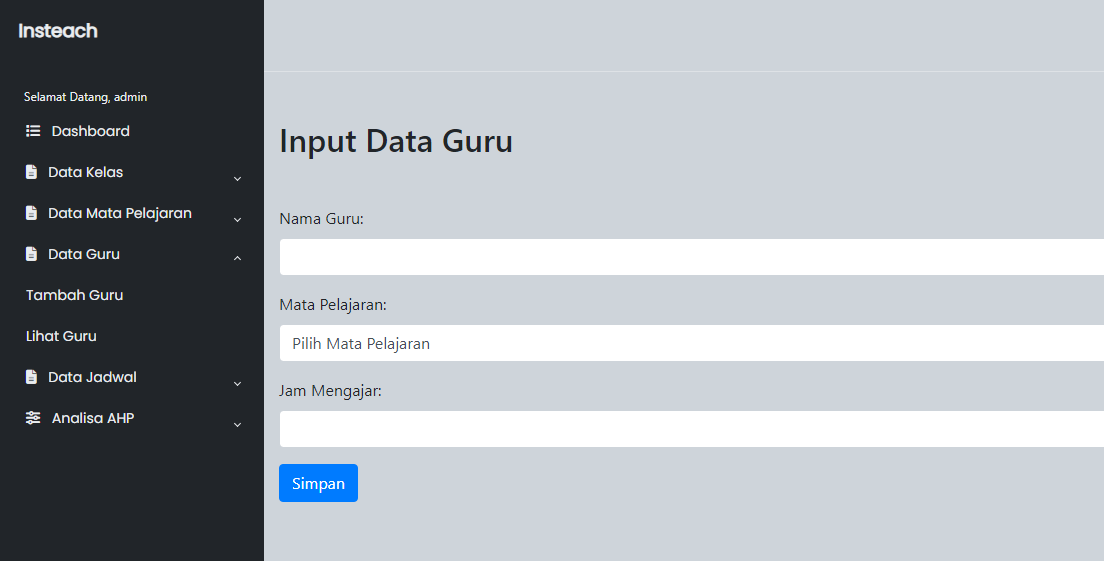 Insteach
Selamat Datang, admin
Dashboard
Data Kelas
Data Mata Pelajaran
Data Guru
Tambah Guru
Lihat Guru
Data Jadwal
Analisa AHP
Input Data Guru
Nama Guru:
Mata Pelajaran:
Pilih Mata Pelajaran
Jam Mengajar:
Simpan